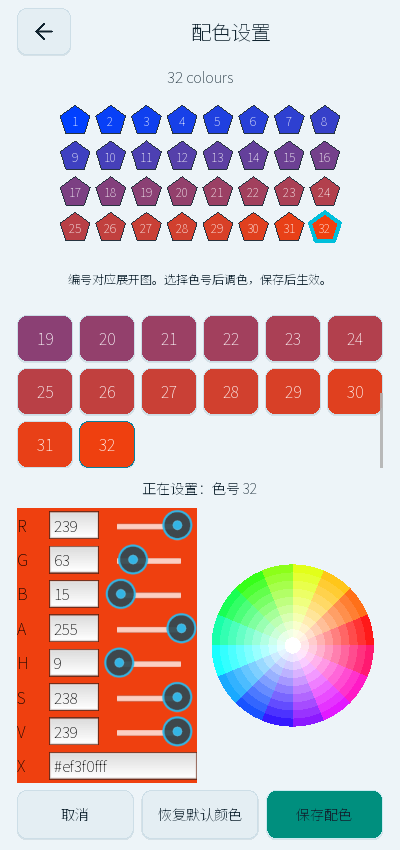 配色设置
32 colours
1 2 3 4 5 6 7 8
9 10 11 12 13 14 15 16
17 18 19 20 21 22 23 24
25 26 27 28 29 30 31 32
编号对应展开图。选择色号后调色，保存后生效。
19 20 21 22 23 24
25 26 27 28 29 30
31 32
正在设置：色号 32
R 239
G 63
B 15
A 255
H 9
S 238
V 239
X #ef3f0fff
取消 恢复默认颜色 保存配色